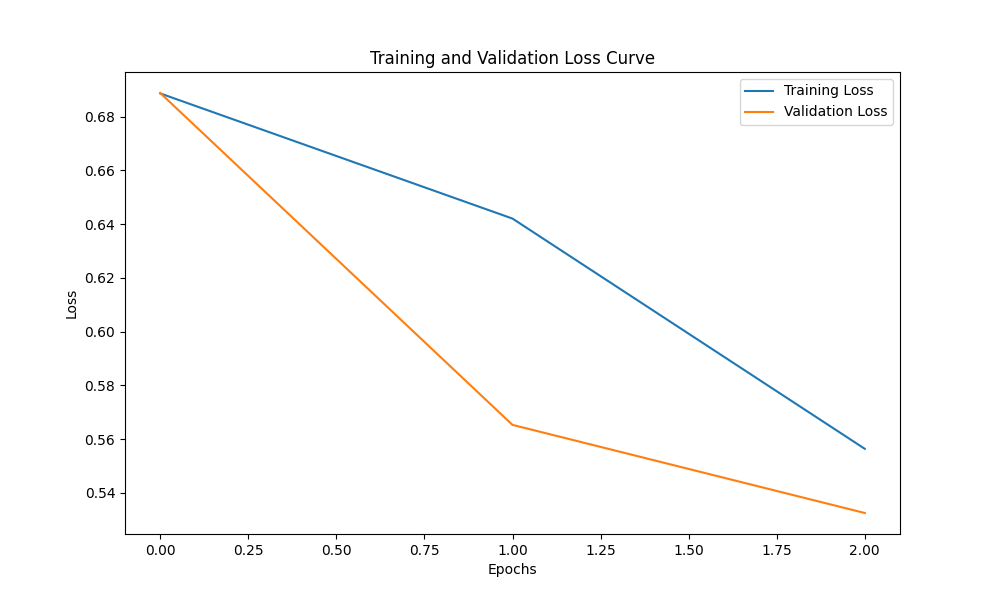 Training and Validation Loss Curve
Training Loss
Validation Loss
0.68
0.66
0.64
0.62
0.60
0.58
0.56
0.54
Loss
0.00 0.25 0.50 0.75 1.00 1.25 1.50 1.75 2.00
Epochs